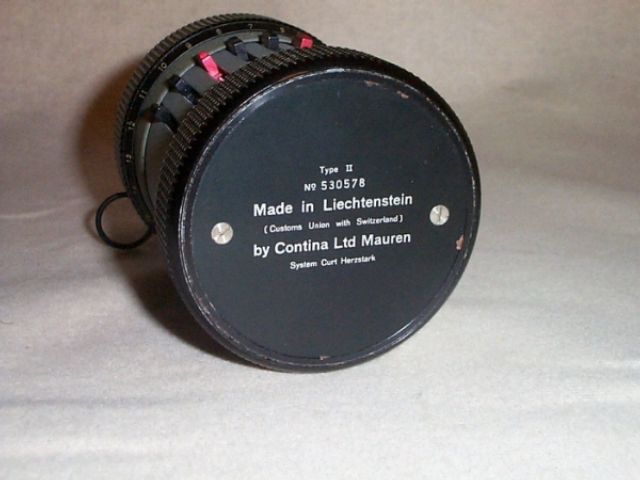 Type II
Nº 530578
Made in Liechtenstein
(Customs Union with Switzerland)
by Contina Ltd Mauren
System Curt Herzstark